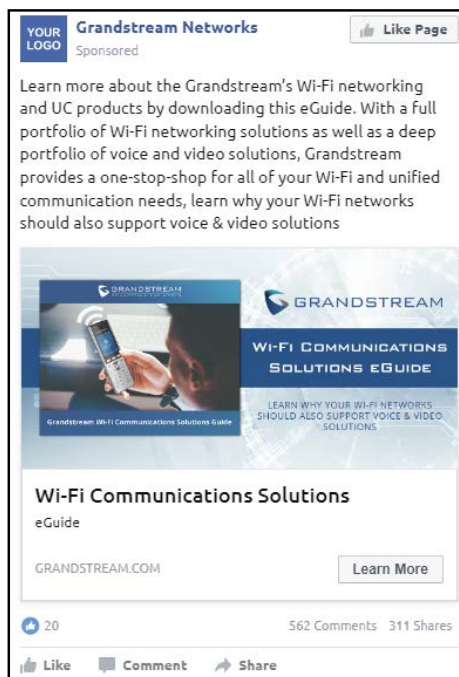 YOUR
LOGO
Grandstream Networks
Sponsored
Like Page
Learn more about the Grandstream's Wi-Fi networking
and UC products by downloading this eGuide. With a full
portfolio of Wi-Fi networking solutions as well as a deep
portfolio of voice and video solutions, Grandstream
provides a one-stop-shop for all of your Wi-Fi and unified
communication needs, learn why your Wi-Fi networks
should also support voice & video solutions
GRANDSTREAM
Grandstream Wi-Fi Communications Solutions Guide
GRANDSTREAM
WI-FI COMMUNICATIONS
SOLUTIONS EGUIDE
LEARN WHY YOUR WI-FI NETWORKS
SHOULD ALSO SUPPORT VOICE & VIDEO
SOLUTIONS
Wi-Fi Communications Solutions
eGuide
GRANDSTREAM.COM
Learn More
20
562 Comments 311 Shares
Like Comment Share